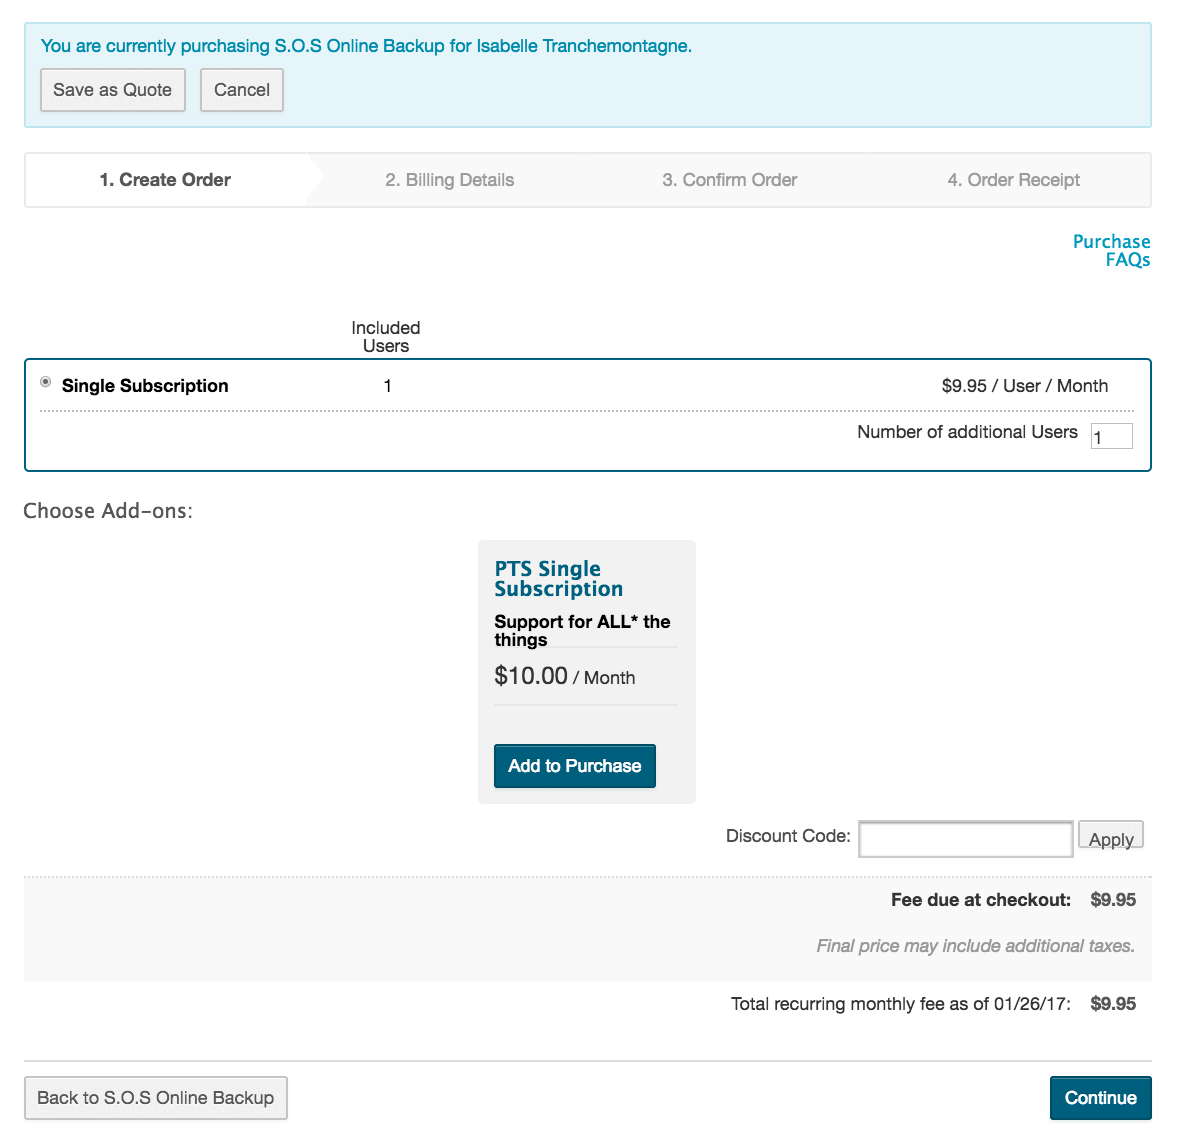 You are currently purchasing S.O.S Online Backup for Isabelle Tranchemontagne.
Save as Quote Cancel
1. Create Order 2. Billing Details 3. Confirm Order 4. Order Receipt
Purchase
FAQs
Included
Users
Single Subscription 1 $9.95 / User / Month
Number of additional Users 1
Choose Add-ons:
PTS Single
Subscription
Support for ALL* the
things
$10.00 / Month
Add to Purchase
Discount Code: Apply
Fee due at checkout: $9.95
Final price may include additional taxes.
Total recurring monthly fee as of 01/26/17: $9.95
Back to S.O.S Online Backup Continue